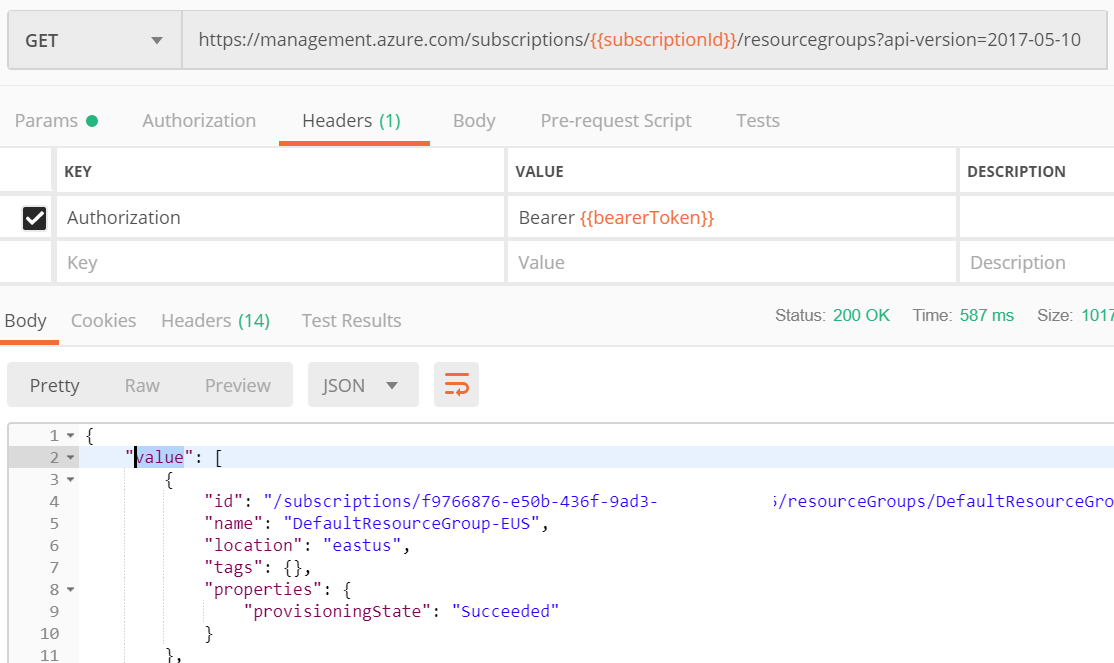 GET https://management.azure.com/subscriptions/{{subscriptionId}}/resourcegroups?api-version=2017-05-10
Params Authorization Headers (1) Body Pre-request Script Tests
KEY VALUE DESCRIPTION
Authorization Bearer {{bearerToken}}
Key Value Description
Body Cookies Headers (14) Test Results Status: 200 OK Time: 587 ms Size: 1017
Pretty Raw Preview JSON
1 {
2 "value": [
3 {
4 "id": "/subscriptions/f9766876-e50b-436f-9ad3- /resourceGroups/DefaultResourceGro
5 "name": "DefaultResourceGroup-EUS",
6 "location": "eastus",
7 "tags": {},
8 "properties": {
9 "provisioningState": "Succeeded"
10 }
11 },